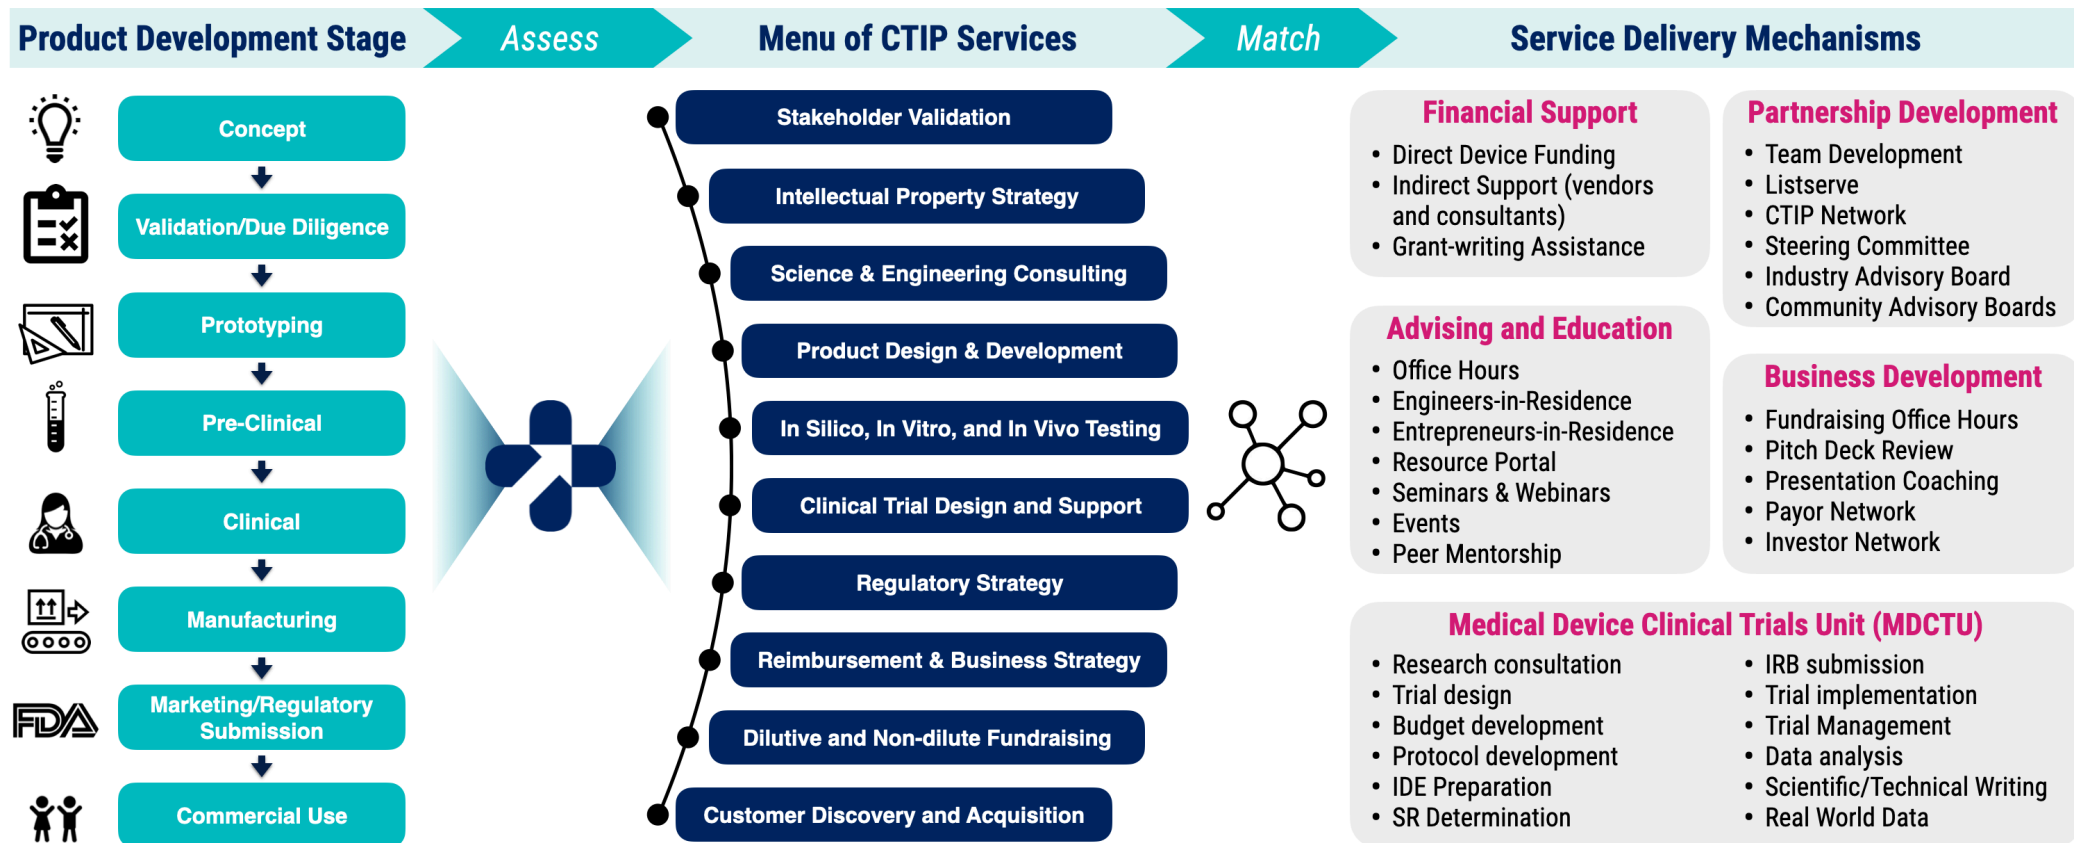 Product Development Stage
Assess
Menu of CTIP Services
Match
Service Delivery Mechanisms
Concept
Validation/Due Diligence
Prototyping
Pre-Clinical
Clinical
Manufacturing
FDA
Marketing/Regulatory
Submission
Commercial Use
Stakeholder Validation
Intellectual Property Strategy
Science & Engineering Consulting
Product Design & Development
In Silico, In Vitro, and In Vivo Testing
Clinical Trial Design and Support
Regulatory Strategy
Reimbursement & Business Strategy
Dilutive and Non-dilute Fundraising
Customer Discovery and Acquisition
Financial Support
• Direct Device Funding
• Indirect Support (vendors
and consultants)
• Grant-writing Assistance
Partnership Development
• Team Development
• Listserve
• CTIP Network
• Steering Committee
• Industry Advisory Board
• Community Advisory Boards
Advising and Education
• Office Hours
• Engineers-in-Residence
• Entrepreneurs-in-Residence
• Resource Portal
• Seminars & Webinars
• Events
• Peer Mentorship
Business Development
• Fundraising Office Hours
• Pitch Deck Review
• Presentation Coaching
• Payor Network
• Investor Network
Medical Device Clinical Trials Unit (MDCTU)
• Research consultation
• Trial design
• Budget development
• Protocol development
• IDE Preparation
• SR Determination
• IRB submission
• Trial implementation
• Trial Management
• Data analysis
• Scientific/Technical Writing
• Real World Data